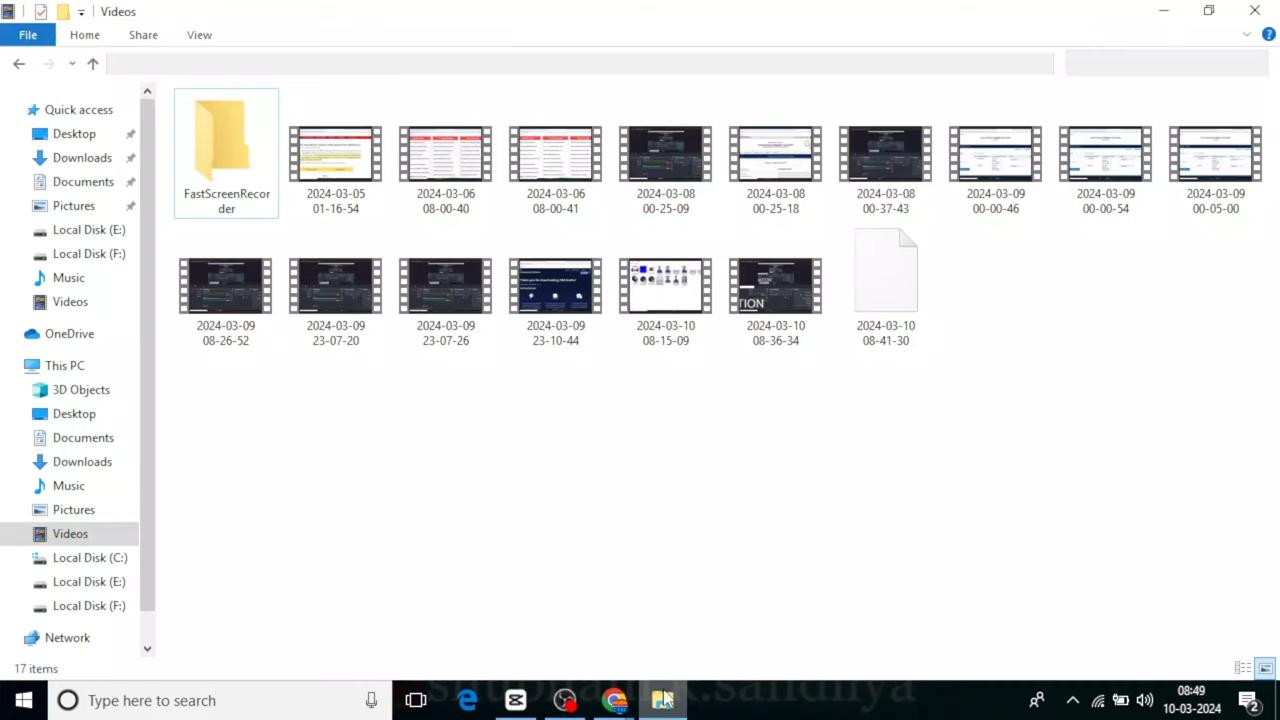 Videos
File Home Share View
Quick access
Desktop
Downloads
Documents
Pictures
Local Disk (E:)
Local Disk (F:)
Music
Videos
OneDrive
This PC
3D Objects
Desktop
Documents
Downloads
Music
Pictures
Videos
Local Disk (C:)
Local Disk (E:)
Local Disk (F:)
Network
FastScreenRecor
der
2024-03-05
01-16-54
2024-03-06
08-00-40
2024-03-06
08-00-41
2024-03-08
00-25-09
2024-03-08
00-25-18
2024-03-08
00-37-43
2024-03-09
00-00-46
2024-03-09
00-00-54
2024-03-09
00-05-00
2024-03-09
08-26-52
2024-03-09
23-07-20
2024-03-09
23-07-26
2024-03-09
23-10-44
2024-03-10
08-15-09
TION
2024-03-10
08-36-34
2024-03-10
08-41-30
17 items
Type here to search
08:49
10-03-2024
2